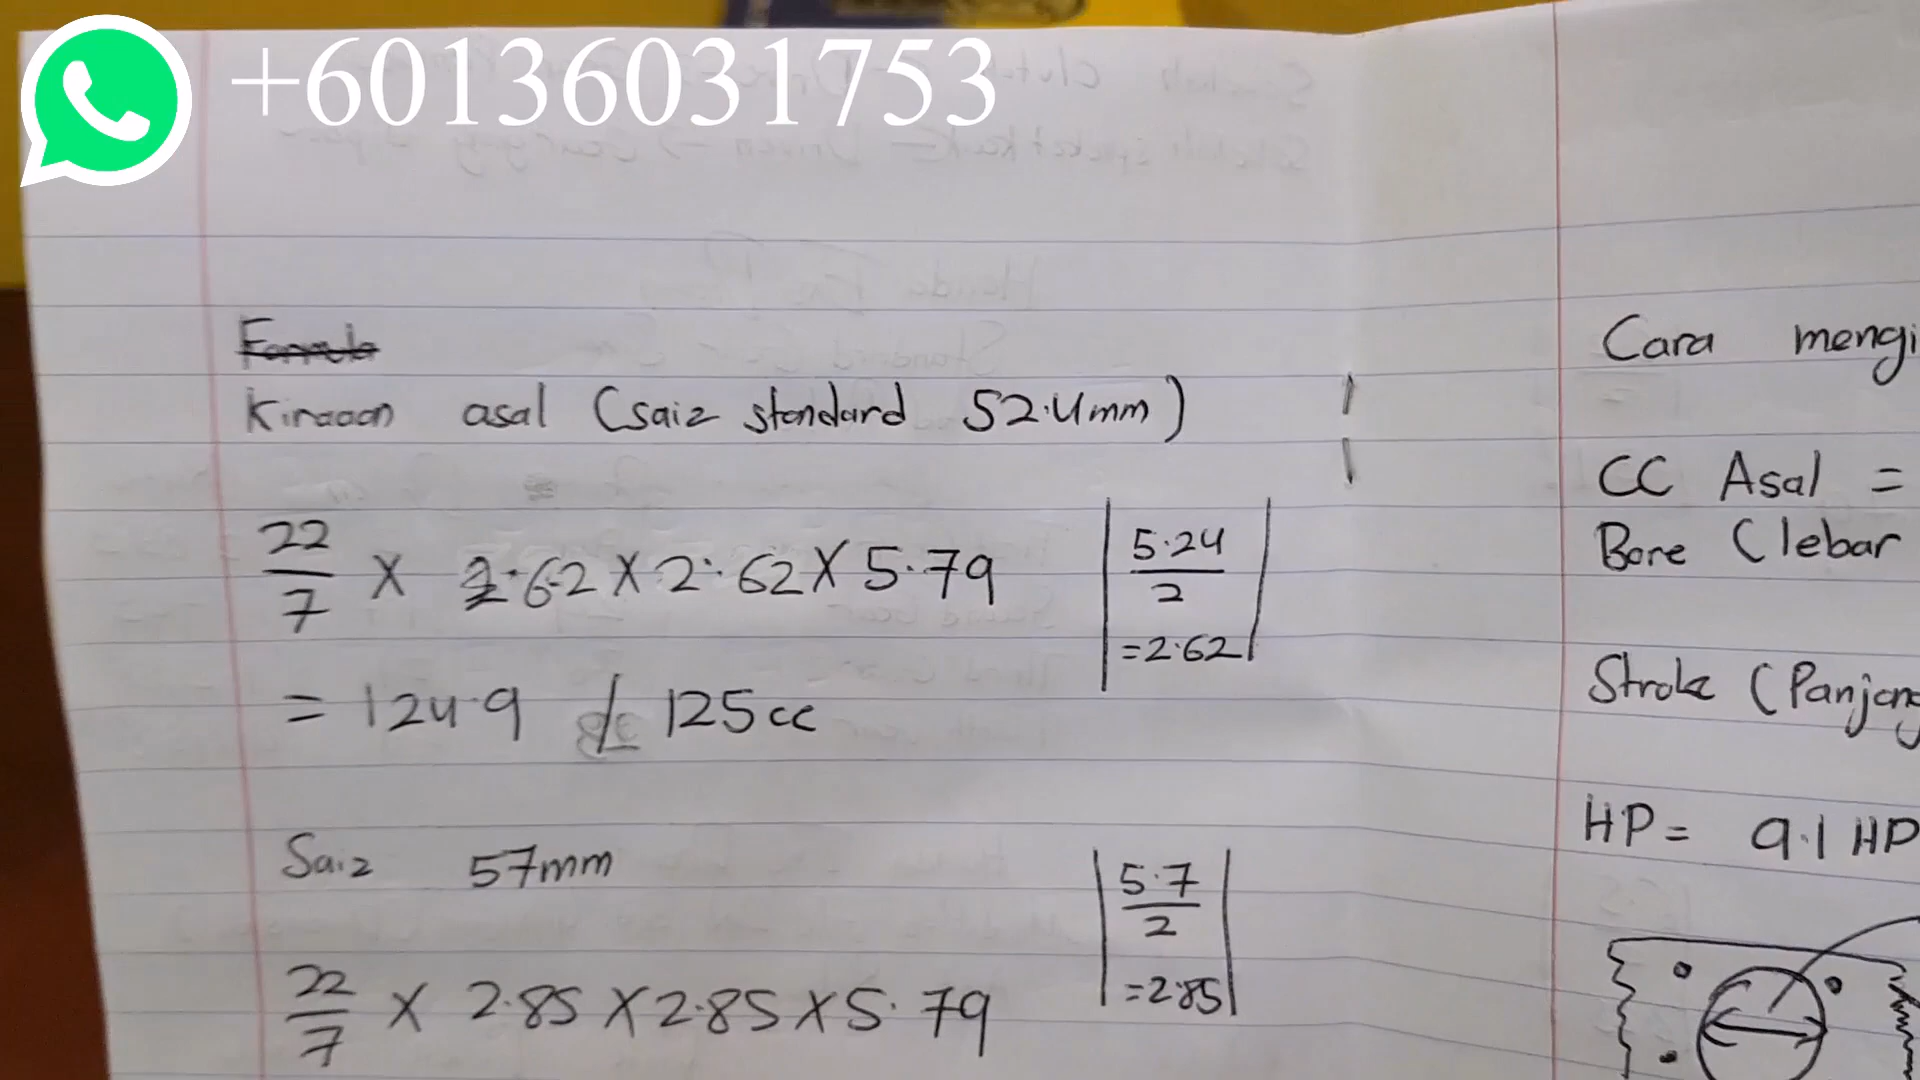 +60136031753
Formula
Kiraan asal (saiz standard 52.4mm)
22/7 X 2.62 X 2.62 X 5.79
5.24/2
=2.62
= 124.9 / 125cc
Saiz 57mm
22/7 X 2.85 X 2.85 X 5.79
5.7/2
=2.85
Cara mengi
CC Asal =
Bore (lebar
Stroke (Panjang
HP= 9.1 HP